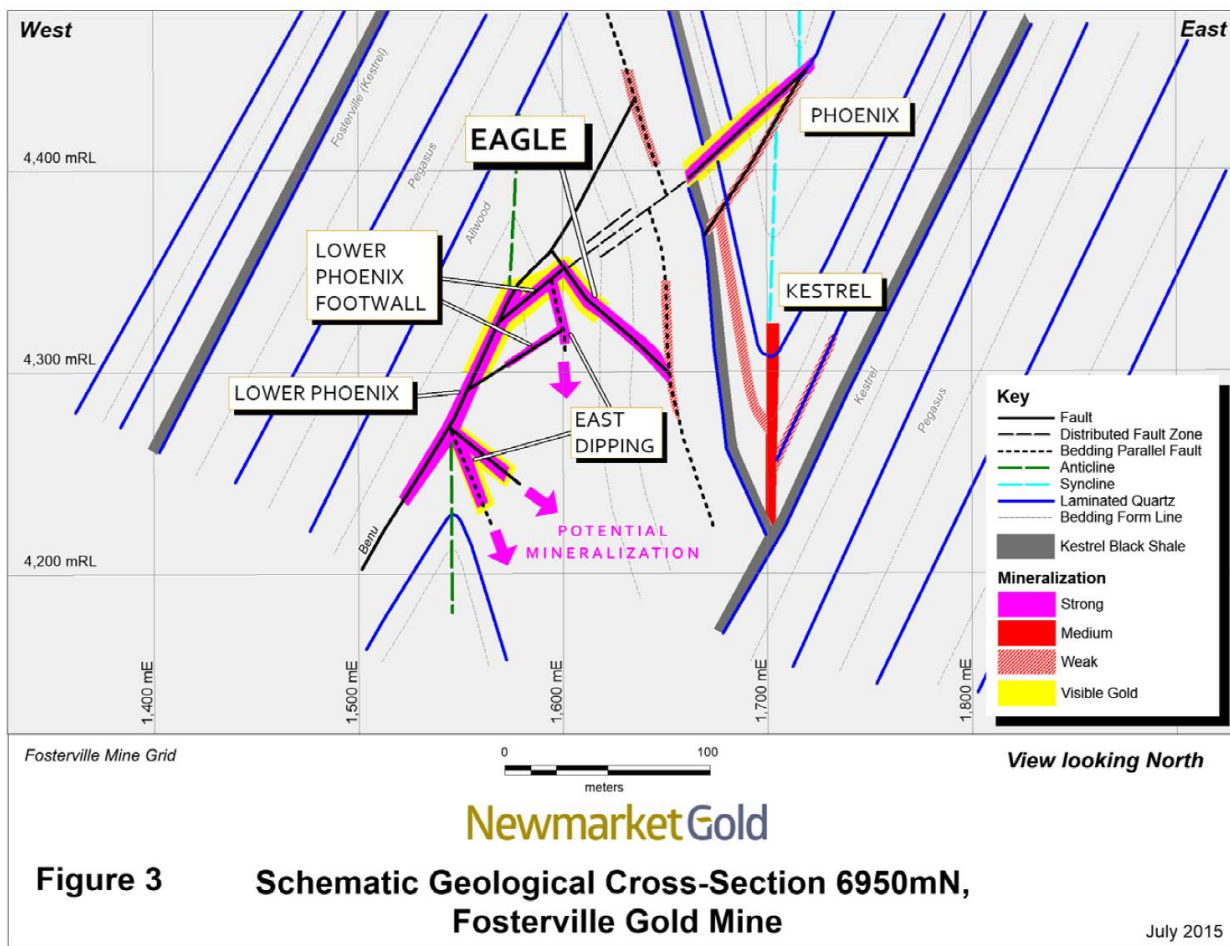 West
East
Fosterville (Kestrel)
Pegasus
Allwood
EAGLE
PHOENIX
4,400 mRL
LOWER
PHOENIX
FOOTWALL
KESTREL
4,300 mRL
LOWER PHOENIX
EAST
DIPPING
Kestrel
Pegasus
Benu
POTENTIAL
MINERALIZATION
4,200 mRL
1,400 mE
1,500 mE
1,600 mE
1,700 mE
1,800 mE
Key
Fault
Distributed Fault Zone
Bedding Parallel Fault
Anticline
Syncline
Laminated Quartz
Bedding Form Line
Kestrel Black Shale
Mineralization
Strong
Medium
Weak
Visible Gold
Fosterville Mine Grid
0 100
meters
View looking North
NewmarketGold
Figure 3
Schematic Geological Cross-Section 6950mN,
Fosterville Gold Mine
July 2015